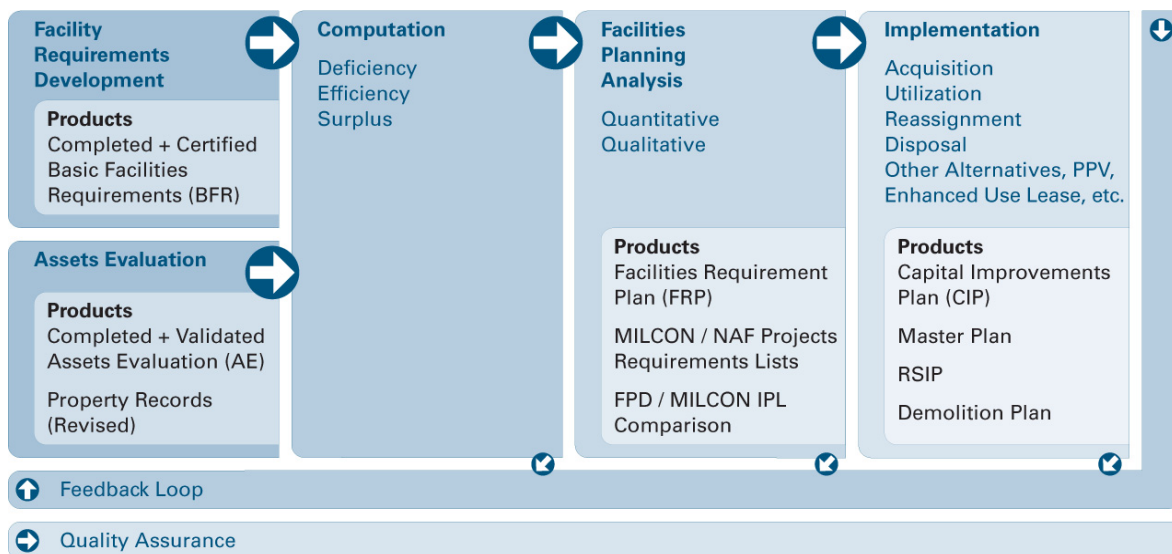 Facility
Requirements
Development
Products
Completed + Certified
Basic Facilities
Requirements (BFR)
Assets Evaluation
Products
Completed + Validated
Assets Evaluation (AE)
Property Records
(Revised)
Computation
Deficiency
Efficiency
Surplus
Facilities
Planning
Analysis
Quantitative
Qualitative
Products
Facilities Requirement
Plan (FRP)
MILCON / NAF Projects
Requirements Lists
FPD / MILCON IPL
Comparison
Implementation
Acquisition
Utilization
Reassignment
Disposal
Other Alternatives, PPV,
Enhanced Use Lease, etc.
Products
Capital Improvements
Plan (CIP)
Master Plan
RSIP
Demolition Plan
Feedback Loop
Quality Assurance